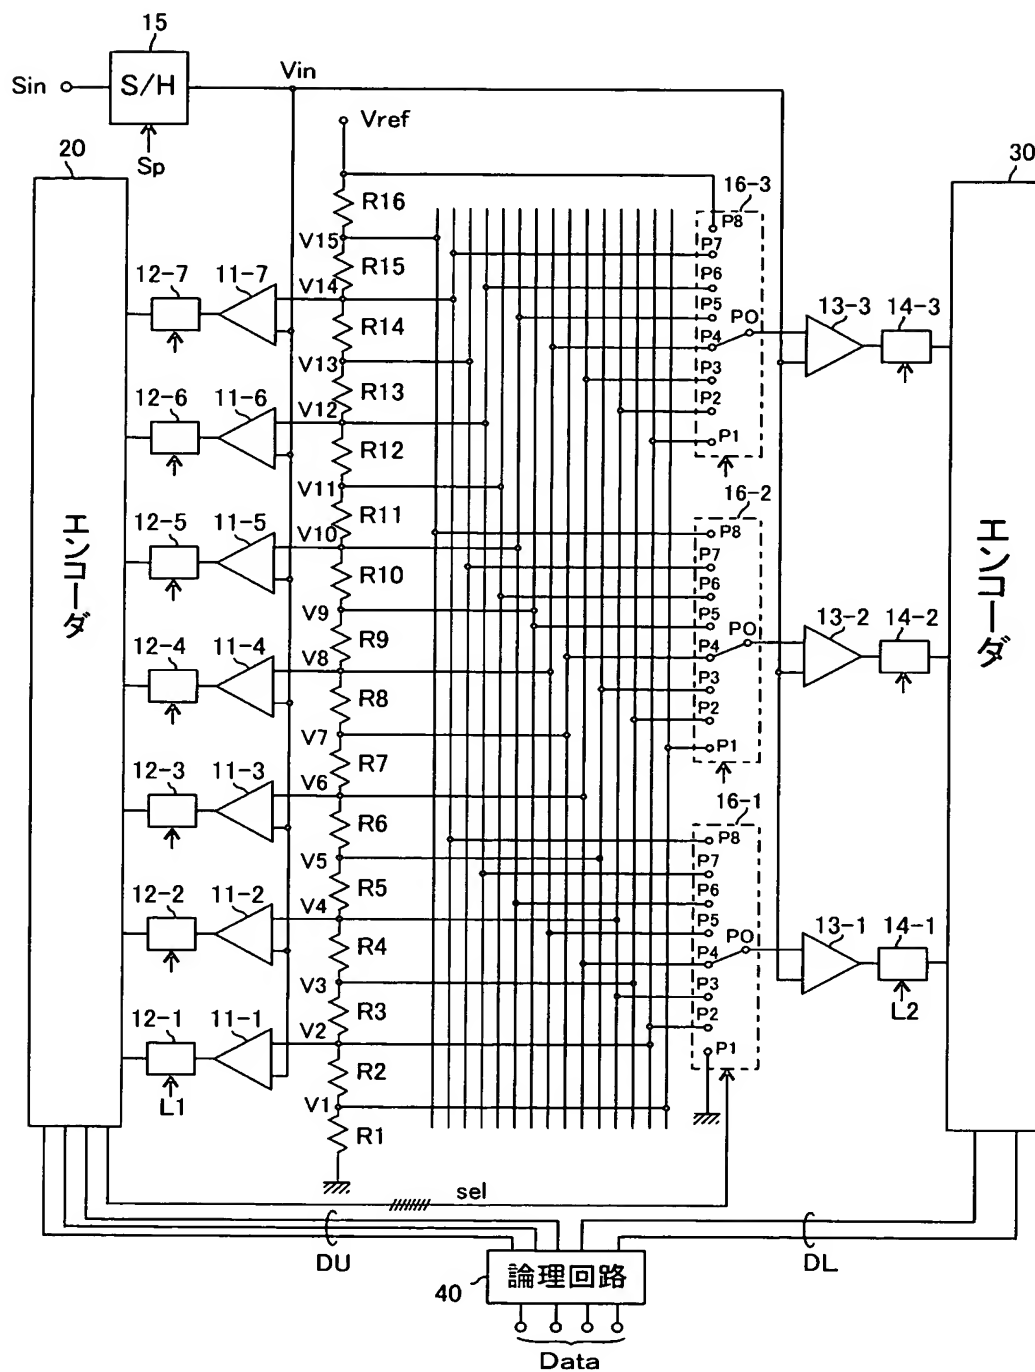 15
Sin
S/H
Vin
Sp
Vref
20
30
エンコーダ
エンコーダ
R16
V15
R15
V14
R14
V13
R13
V12
R12
V11
R11
V10
R10
V9
R9
V8
R8
V7
R7
V6
R6
V5
R5
V4
R4
V3
R3
V2
R2
V1
R1
12-7
11-7
12-6
11-6
12-5
11-5
12-4
11-4
12-3
11-3
12-2
11-2
12-1
11-1
L1
16-3
P8
P7
P6
P5
P4
P3
P2
P1
PO
13-3
14-3
16-2
P8
P7
P6
P5
P4
P3
P2
P1
PO
13-2
14-2
16-1
P8
P7
P6
P5
P4
P3
P2
P1
PO
13-1
14-1
L2
sel
DU
DL
40
論理回路
Data